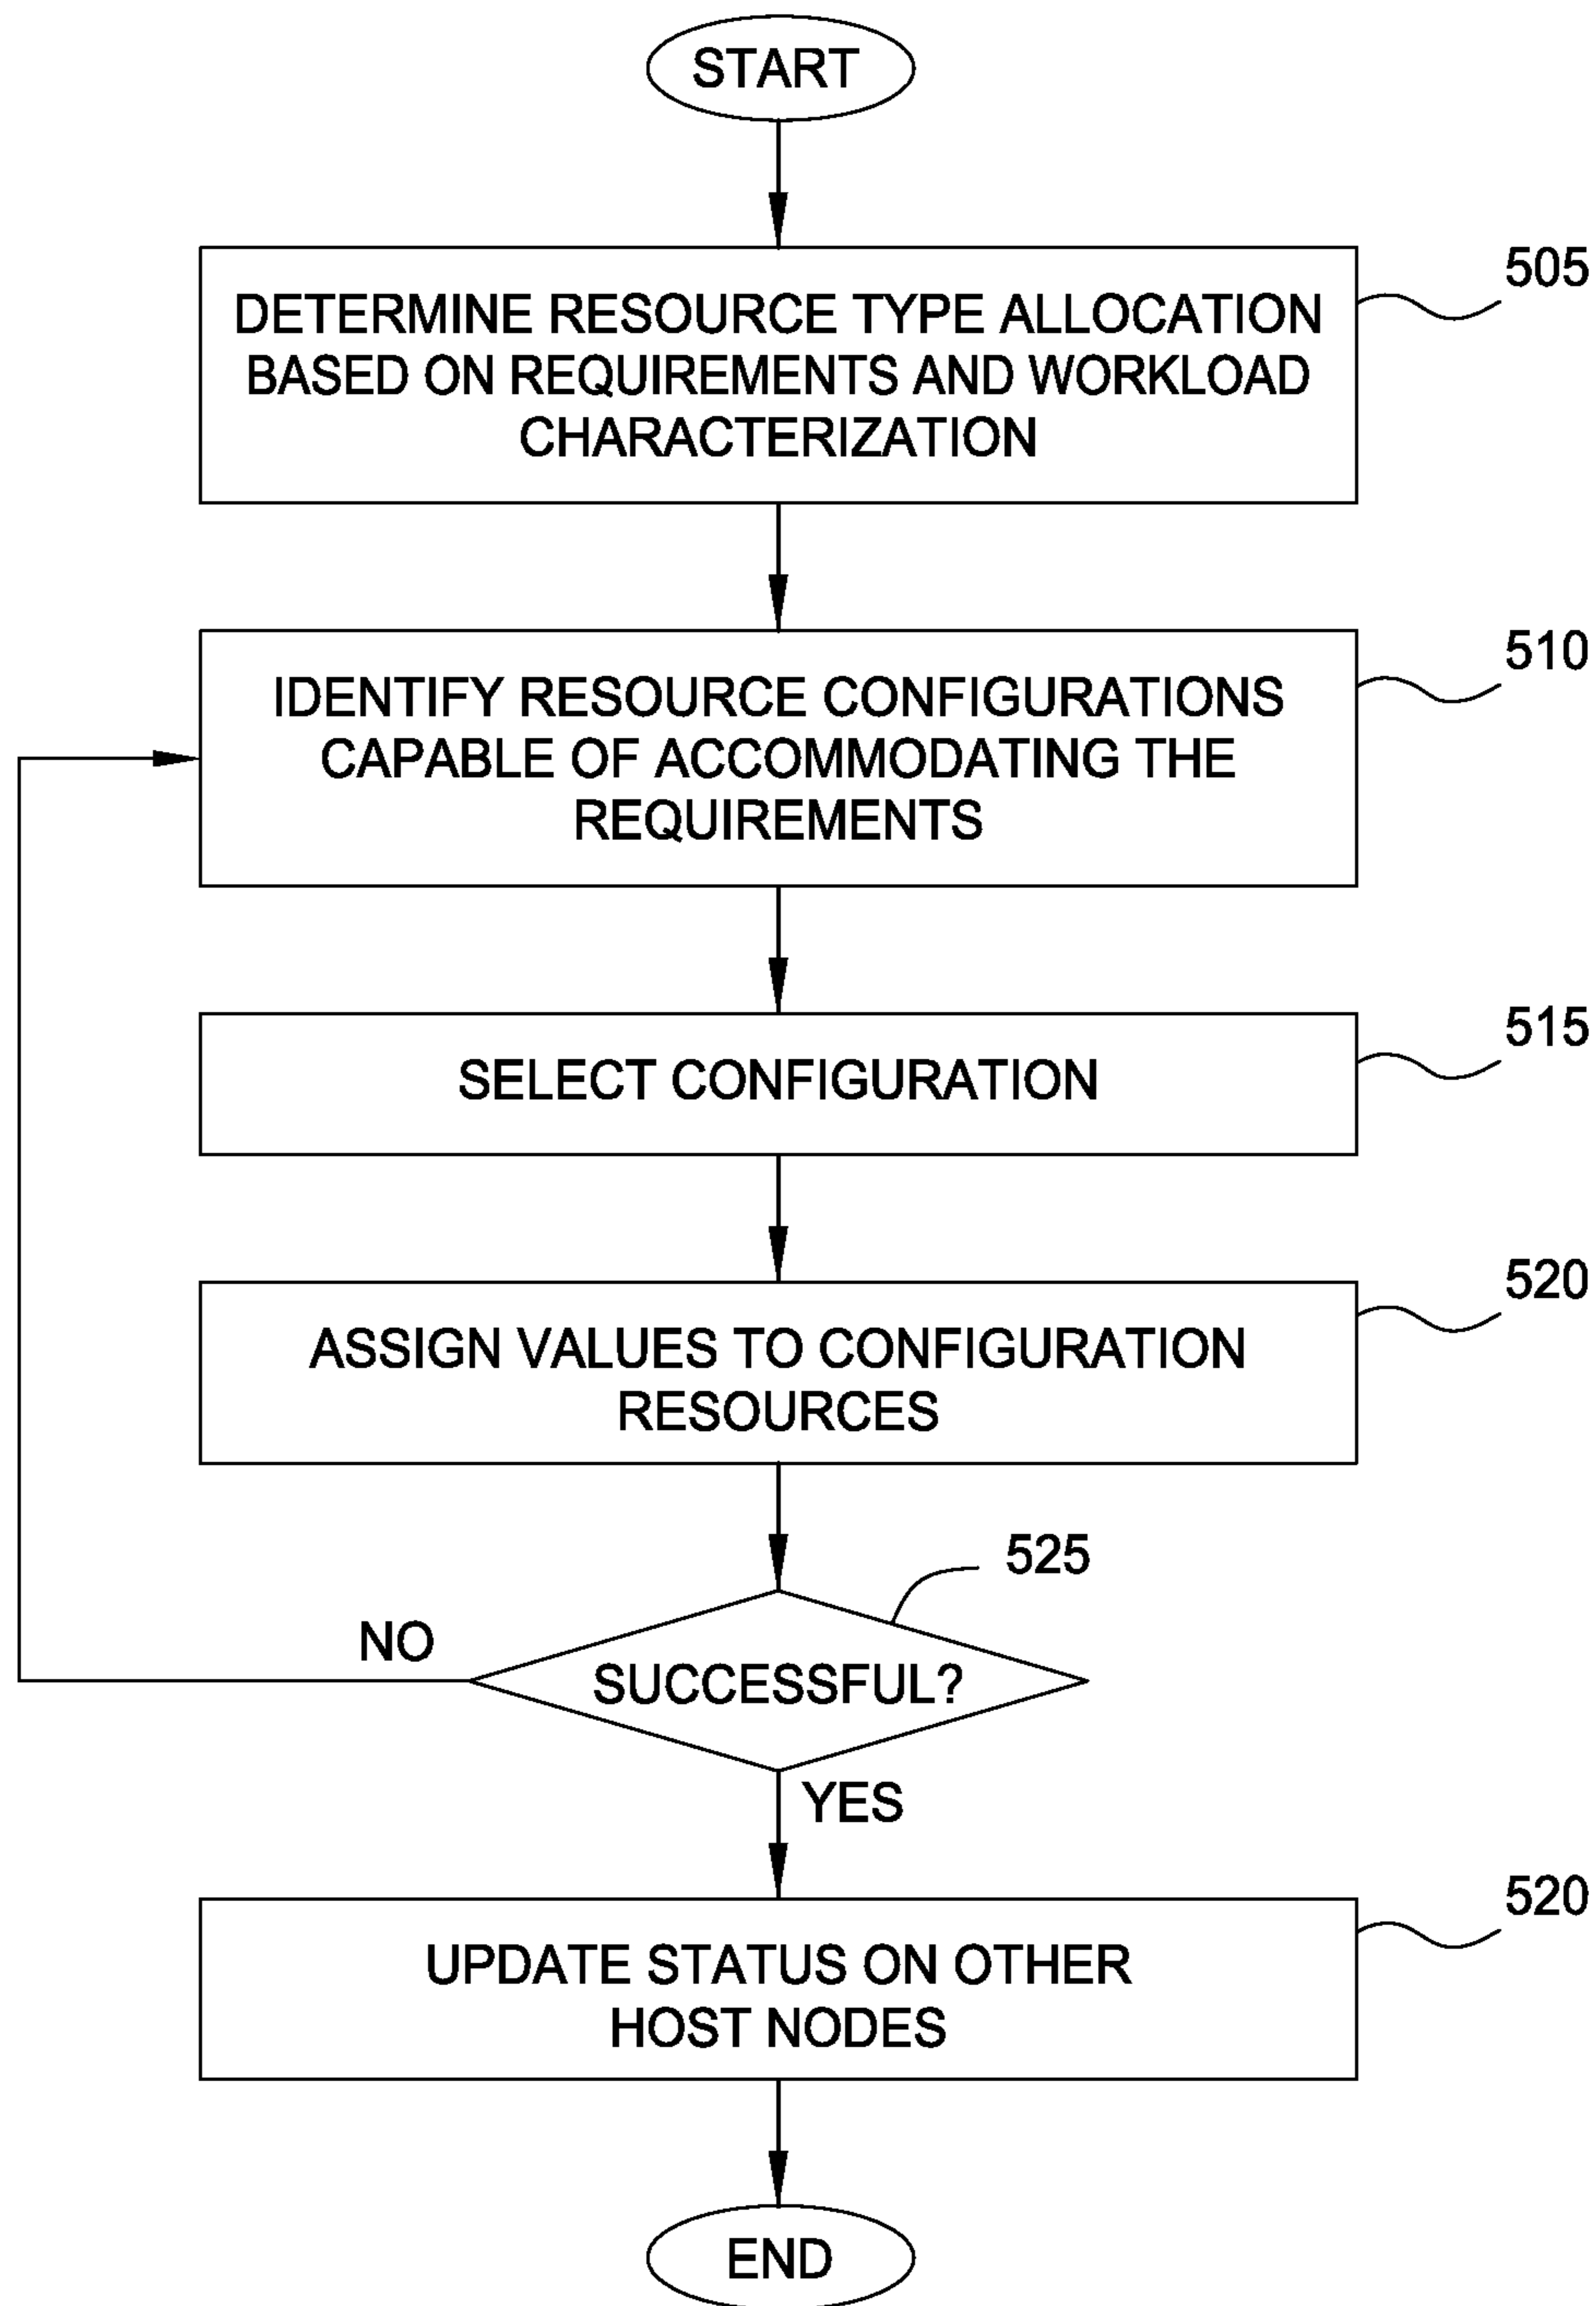 START
505
DETERMINE RESOURCE TYPE ALLOCATION
BASED ON REQUIREMENTS AND WORKLOAD
CHARACTERIZATION
510
IDENTIFY RESOURCE CONFIGURATIONS
CAPABLE OF ACCOMMODATING THE
REQUIREMENTS
515
SELECT CONFIGURATION
520
ASSIGN VALUES TO CONFIGURATION
RESOURCES
525
NO
SUCCESSFUL?
YES
520
UPDATE STATUS ON OTHER
HOST NODES
END